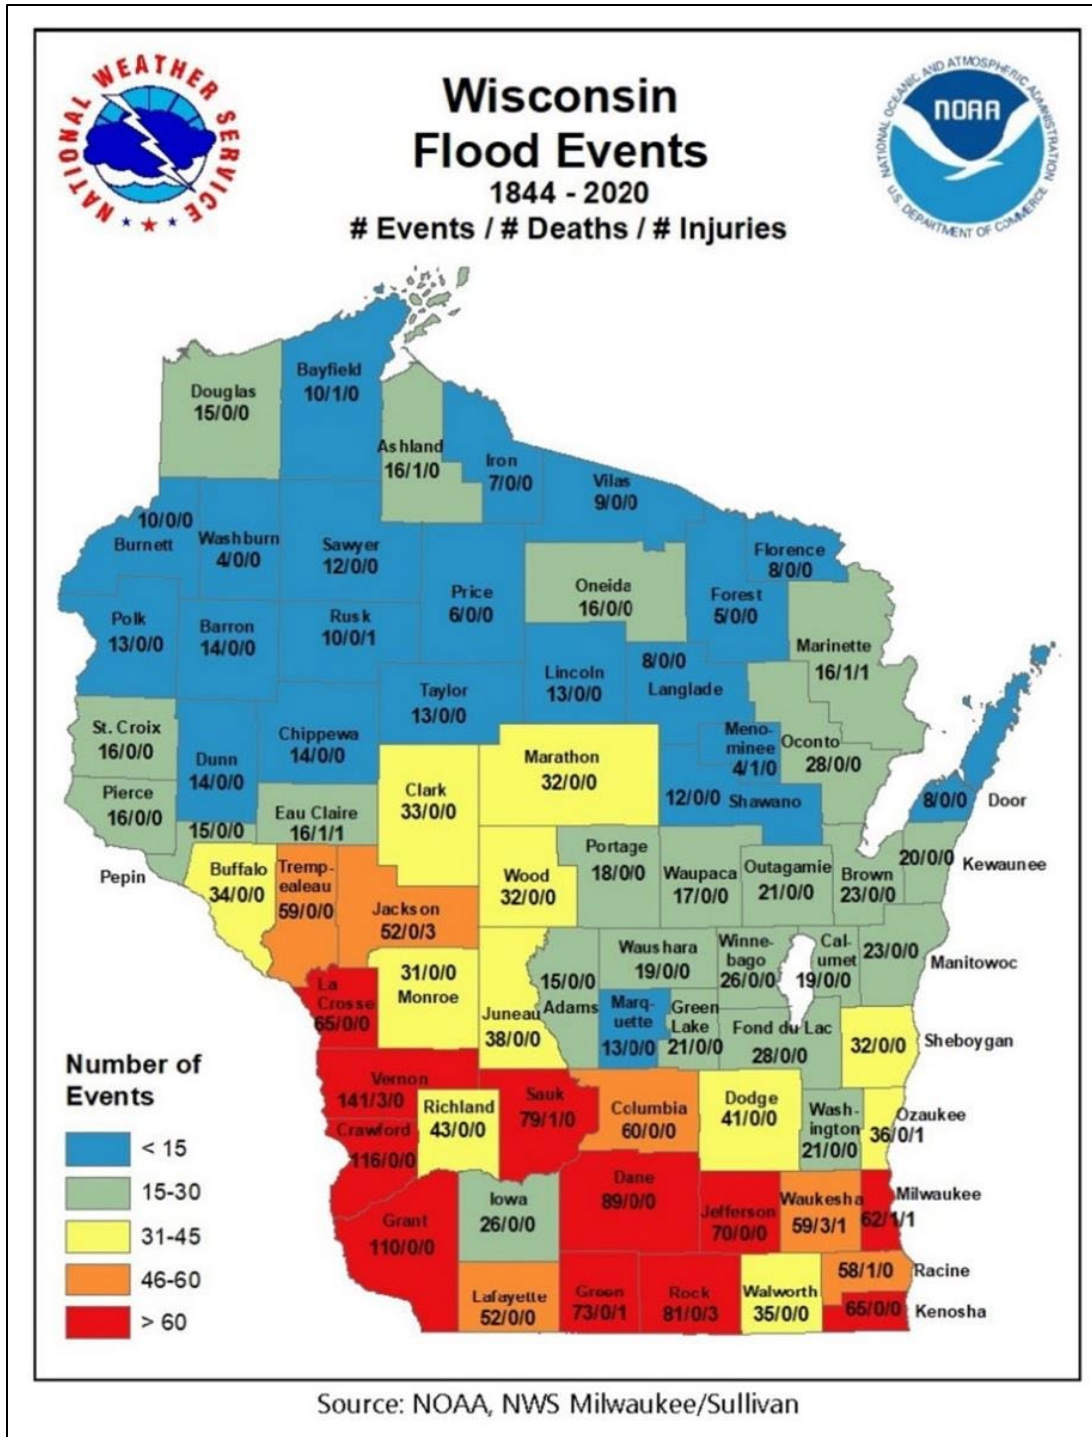 NATIONAL WEATHER SERVICE
Wisconsin
Flood Events
1844 - 2020
# Events / # Deaths / # Injuries
NATIONAL OCEANIC AND ATMOSPHERIC ADMINISTRATION
NOAA
U.S. DEPARTMENT OF COMMERCE
Douglas
15/0/0
Bayfield
10/1/0
Ashland
16/1/0
Iron
7/0/0
Vilas
9/0/0
10/0/0
Burnett
Washburn
4/0/0
Sawyer
12/0/0
Price
6/0/0
Oneida
16/0/0
Forest
5/0/0
Florence
8/0/0
Marinette
16/1/1
Polk
13/0/0
Barron
14/0/0
Rusk
10/0/1
Taylor
13/0/0
Lincoln
13/0/0
8/0/0
Langlade
Meno-
minee
4/1/0
Oconto
28/0/0
St. Croix
16/0/0
Dunn
14/0/0
Chippewa
14/0/0
Clark
33/0/0
Marathon
32/0/0
12/0/0 Shawano
8/0/0
Door
Pierce
16/0/0
15/0/0
Pepin
Eau Claire
16/1/1
Buffalo
34/0/0
Tremp-
ealeau
59/0/0
Jackson
52/0/3
Wood
32/0/0
Portage
18/0/0
Waupaca
17/0/0
Outagamie
21/0/0
Brown
23/0/0
20/0/0
Kewaunee
La
Crosse
65/0/0
31/0/0
Monroe
Juneau
38/0/0
15/0/0
Adams
Waushara
19/0/0
Winne-
bago
26/0/0
Cal-
umet
19/0/0
23/0/0
Manitowoc
Marq-
uette
13/0/0
Green
Lake
21/0/0
Fond du Lac
28/0/0
32/0/0
Sheboygan
Vernon
141/3/0
Crawford
116/0/0
Richland
43/0/0
Sauk
79/1/0
Columbia
60/0/0
Dodge
41/0/0
Wash-
ington
21/0/0
Ozaukee
36/0/1
Grant
110/0/0
Iowa
26/0/0
Dane
89/0/0
Jefferson
70/0/0
Waukesha
59/3/1
Milwaukee
62/1/1
Lafayette
52/0/0
Green
73/0/1
Rock
81/0/3
Walworth
35/0/0
58/1/0
Racine
65/0/0
Kenosha
Number of
Events
< 15
15-30
31-45
46-60
> 60
Source: NOAA, NWS Milwaukee/Sullivan